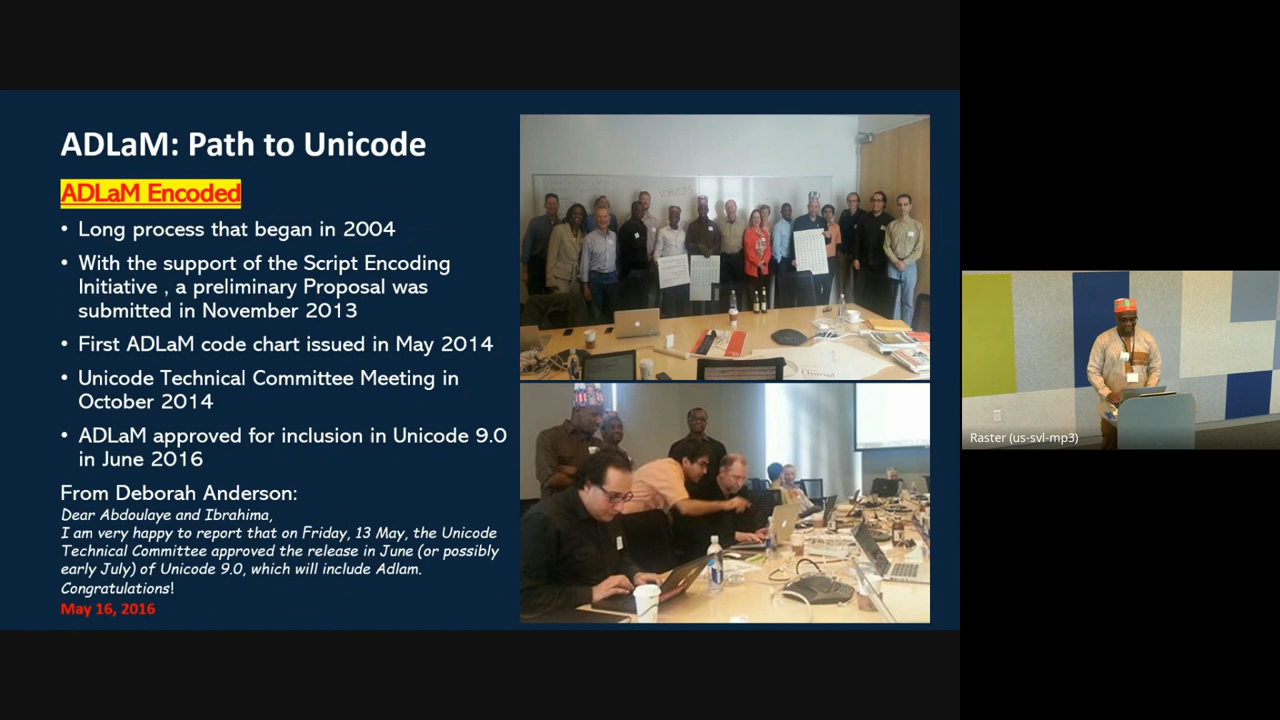 ADLaM: Path to Unicode
ADLaM Encoded
• Long process that began in 2004
• With the support of the Script Encoding
Initiative , a preliminary Proposal was
submitted in November 2013
• First ADLaM code chart issued in May 2014
• Unicode Technical Committee Meeting in
October 2014
• ADLaM approved for inclusion in Unicode 9.0
in June 2016
From Deborah Anderson:
Dear Abdoulaye and Ibrahima,
I am very happy to report that on Friday, 13 May, the Unicode
Technical Committee approved the release in June (or possibly
early July) of Unicode 9.0, which will include Adlam.
Congratulations!
May 16, 2016
Raster (us-svl-mp3)